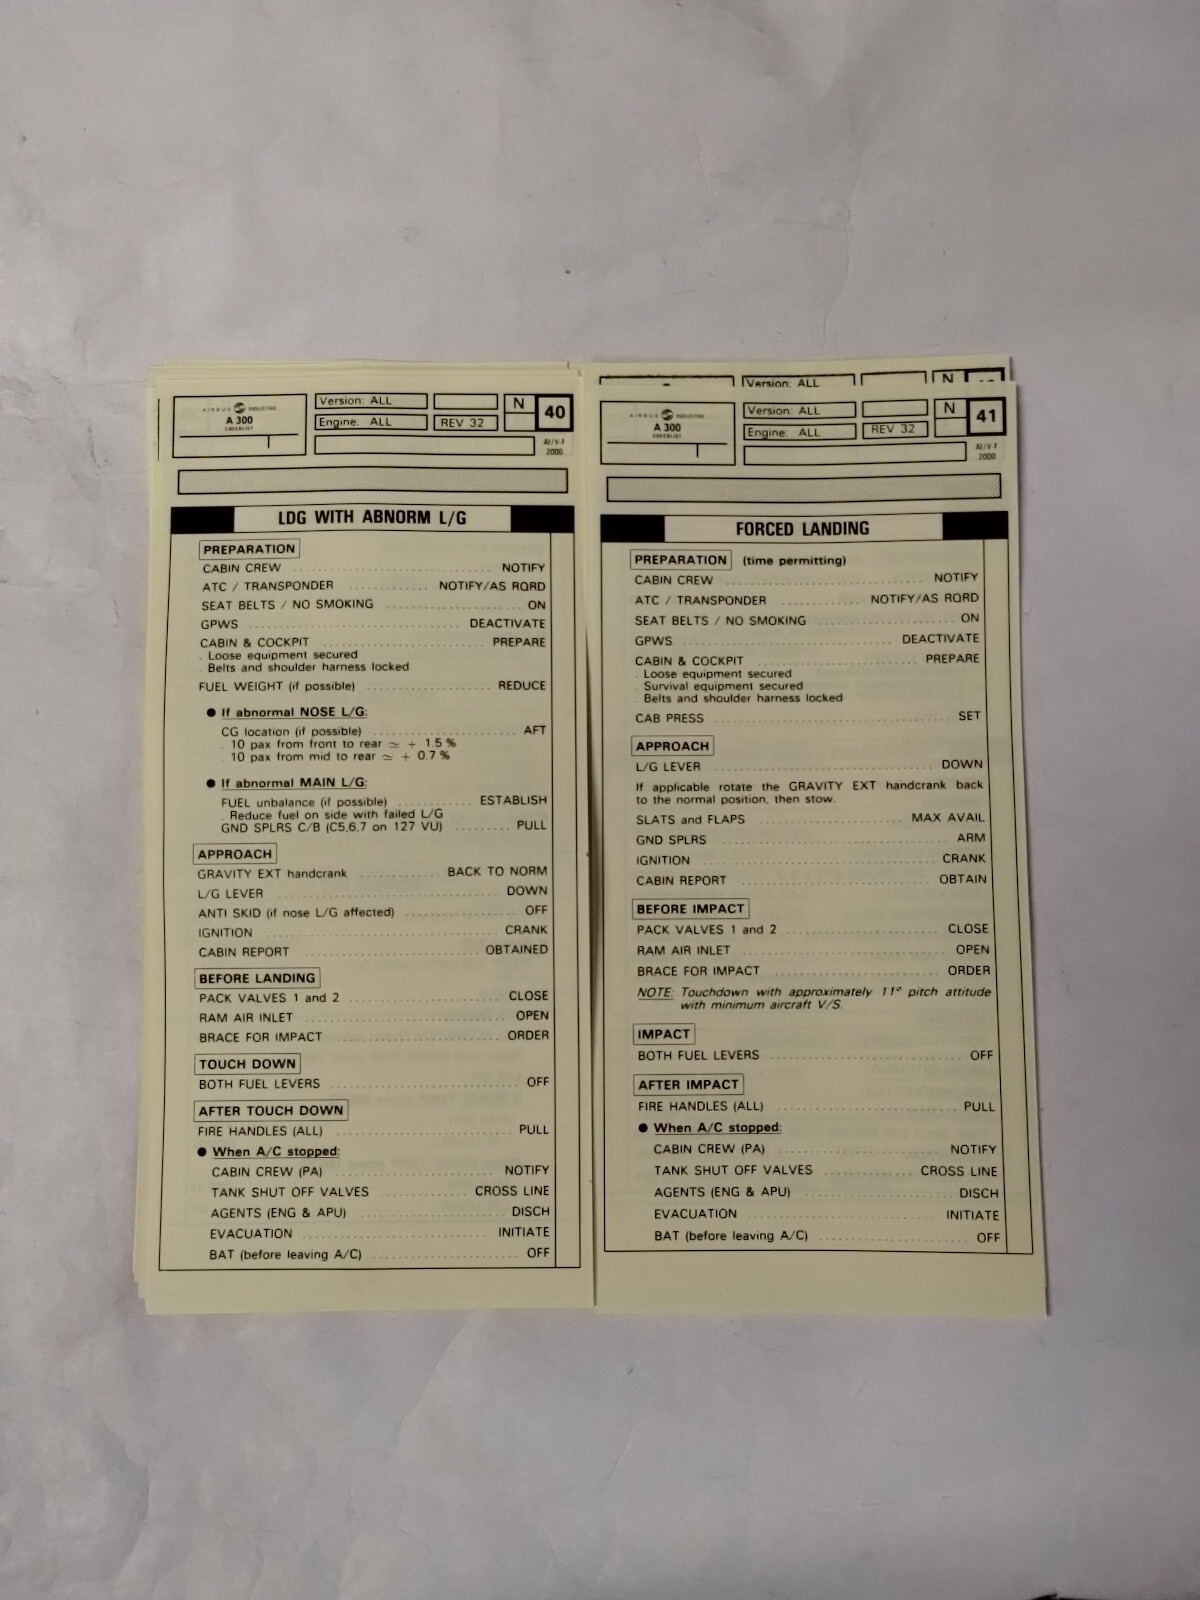 AIRBUS INDUSTRIE
A 300
CHECKLIST
Version: ALL
Engine: ALL
REV 32
N
40
AI/V-F
2000
LDG WITH ABNORM L/G
PREPARATION
CABIN CREW .......... NOTIFY
ATC / TRANSPONDER .......... NOTIFY/AS RQRD
SEAT BELTS / NO SMOKING .......... ON
GPWS .......... DEACTIVATE
CABIN & COCKPIT .......... PREPARE
. Loose equipment secured
. Belts and shoulder harness locked
FUEL WEIGHT (if possible) .......... REDUCE
● If abnormal NOSE L/G:
CG location (if possible) .......... AFT
. 10 pax from front to rear ≃ + 1.5 %
. 10 pax from mid to rear ≃ + 0.7 %
● If abnormal MAIN L/G:
FUEL unbalance (if possible) .......... ESTABLISH
. Reduce fuel on side with failed L/G
GND SPLRS C/B (C5,6,7 on 127 VU) .......... PULL
APPROACH
GRAVITY EXT handcrank .......... BACK TO NORM
L/G LEVER .......... DOWN
ANTI SKID (if nose L/G affected) .......... OFF
IGNITION .......... CRANK
CABIN REPORT .......... OBTAINED
BEFORE LANDING
PACK VALVES 1 and 2 .......... CLOSE
RAM AIR INLET .......... OPEN
BRACE FOR IMPACT .......... ORDER
TOUCH DOWN
BOTH FUEL LEVERS .......... OFF
AFTER TOUCH DOWN
FIRE HANDLES (ALL) .......... PULL
● When A/C stopped:
CABIN CREW (PA) .......... NOTIFY
TANK SHUT OFF VALVES .......... CROSS LINE
AGENTS (ENG & APU) .......... DISCH
EVACUATION .......... INITIATE
BAT (before leaving A/C) .......... OFF
Version: ALL
N
AIRBUS INDUSTRIE
A 300
CHECKLIST
Version: ALL
Engine: ALL
REV 32
N
41
AI/V-F
2000
FORCED LANDING
PREPARATION (time permitting)
CABIN CREW .......... NOTIFY
ATC / TRANSPONDER .......... NOTIFY/AS RQRD
SEAT BELTS / NO SMOKING .......... ON
GPWS .......... DEACTIVATE
CABIN & COCKPIT .......... PREPARE
. Loose equipment secured
. Survival equipment secured
. Belts and shoulder harness locked
CAB PRESS .......... SET
APPROACH
L/G LEVER .......... DOWN
If applicable rotate the GRAVITY EXT handcrank back
to the normal position, then stow.
SLATS and FLAPS .......... MAX AVAIL
GND SPLRS .......... ARM
IGNITION .......... CRANK
CABIN REPORT .......... OBTAIN
BEFORE IMPACT
PACK VALVES 1 and 2 .......... CLOSE
RAM AIR INLET .......... OPEN
BRACE FOR IMPACT .......... ORDER
NOTE: Touchdown with approximately 11° pitch attitude
with minimum aircraft V/S.
IMPACT
BOTH FUEL LEVERS .......... OFF
AFTER IMPACT
FIRE HANDLES (ALL) .......... PULL
● When A/C stopped:
CABIN CREW (PA) .......... NOTIFY
TANK SHUT OFF VALVES .......... CROSS LINE
AGENTS (ENG & APU) .......... DISCH
EVACUATION .......... INITIATE
BAT (before leaving A/C) .......... OFF